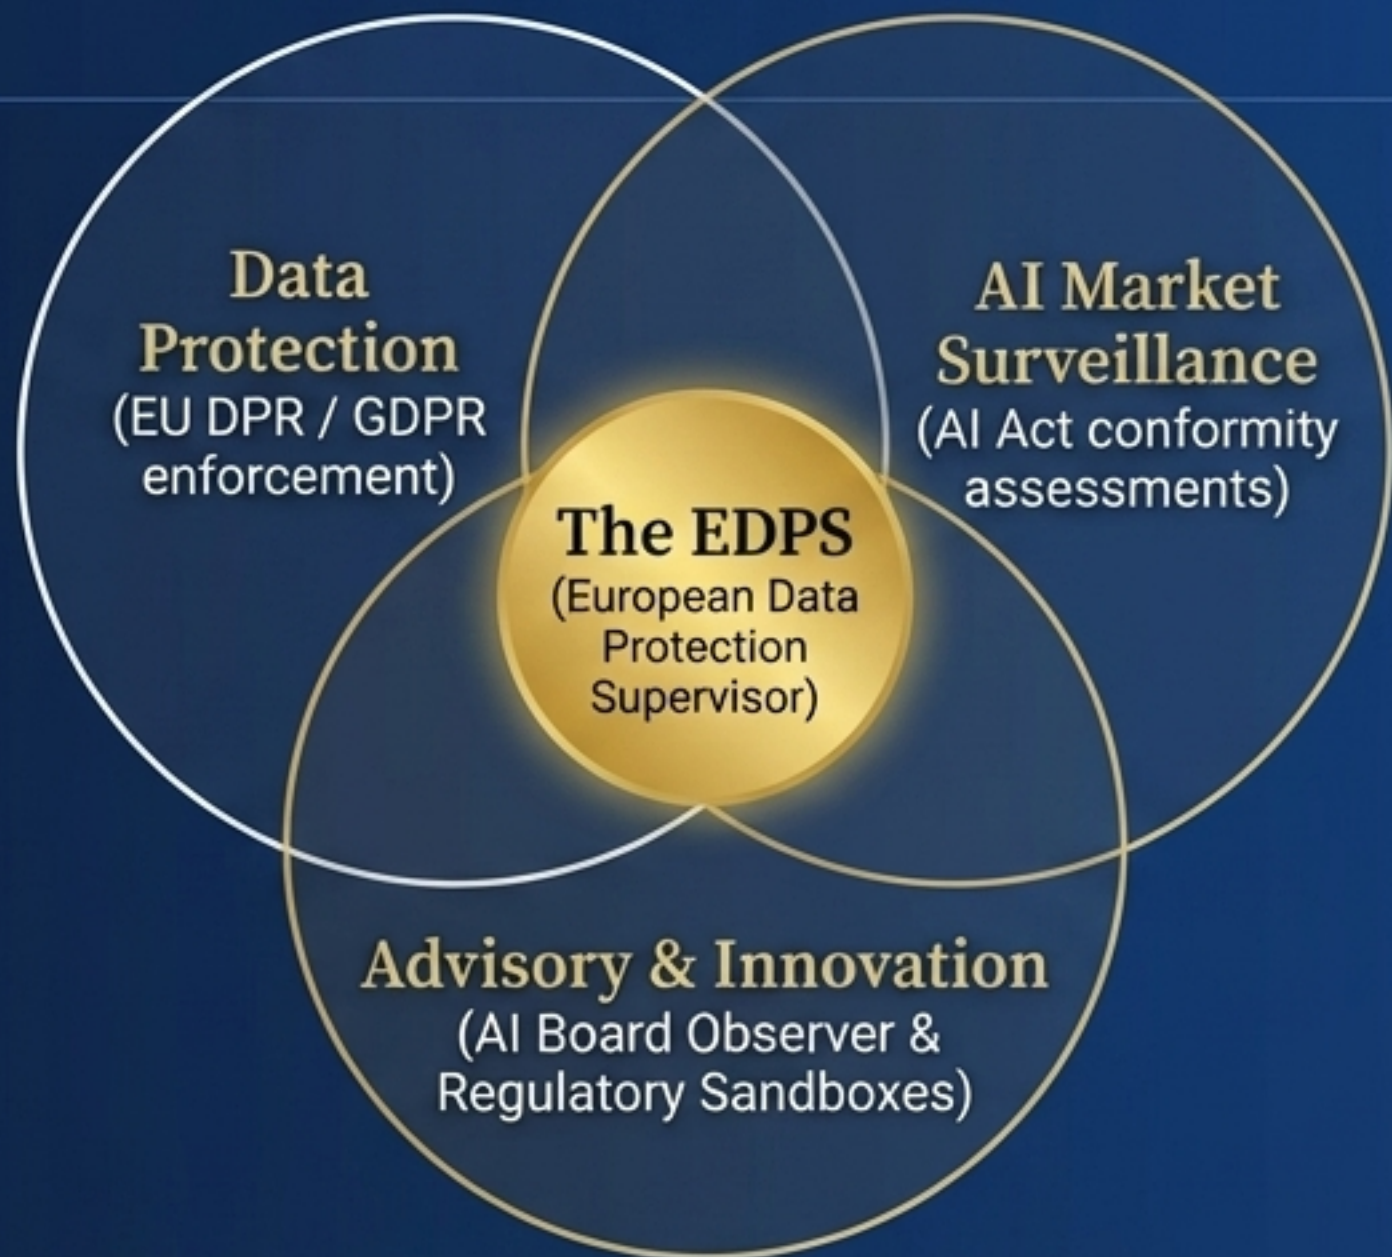 Data
Protection
(EU DPR / GDPR
enforcement)
AI Market
Surveillance
(AI Act conformity
assessments)
The EDPS
(European Data
Protection
Supervisor)
Advisory & Innovation
(AI Board Observer &
Regulatory Sandboxes)